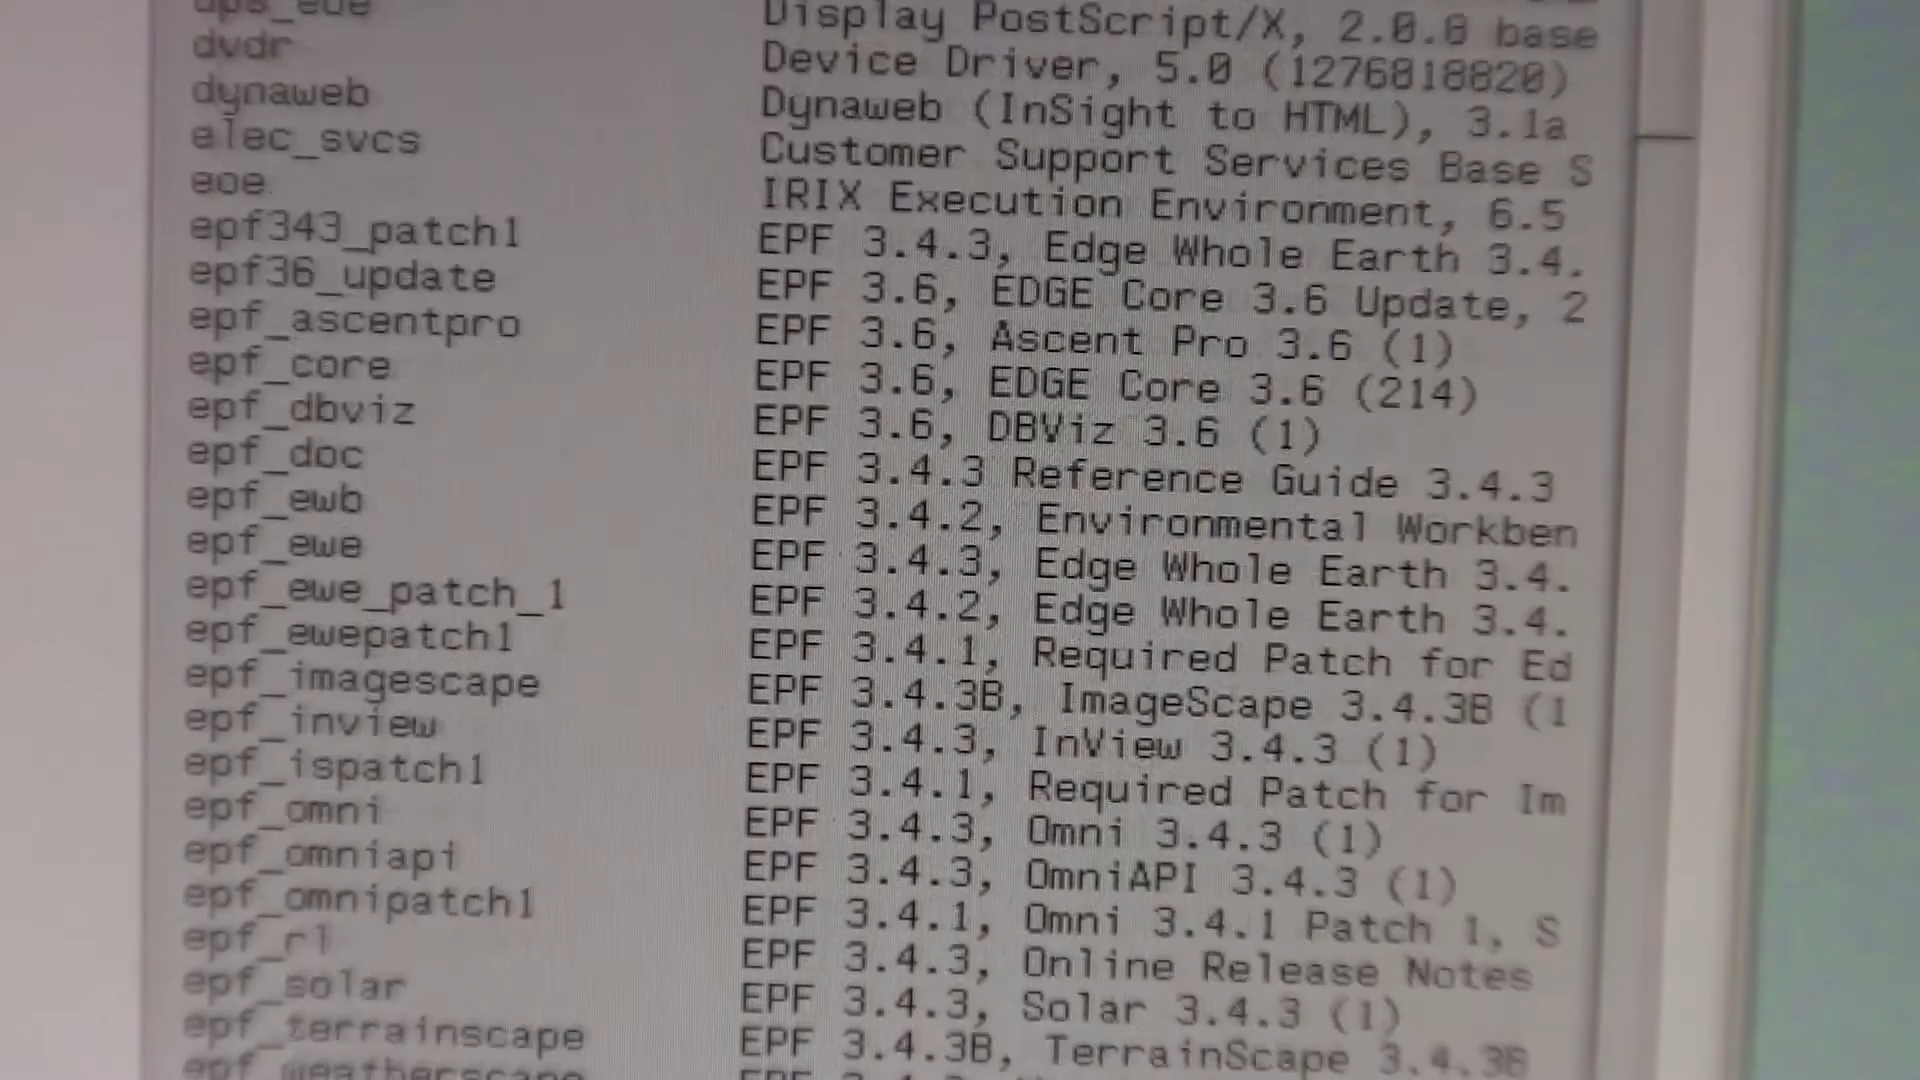 dps_eoe Display PostScript/X, 2.0.0 base
dvdr Device Driver, 5.0 (1276818820)
dynaweb Dynaweb (InSight to HTML), 3.1a
elec_svcs Customer Support Services Base S
eoe IRIX Execution Environment, 6.5
epf343_patch1 EPF 3.4.3, Edge Whole Earth 3.4.
epf36_update EPF 3.6, EDGE Core 3.6 Update, 2
epf_ascentpro EPF 3.6, Ascent Pro 3.6 (1)
epf_core EPF 3.6, EDGE Core 3.6 (214)
epf_dbviz EPF 3.6, DBViz 3.6 (1)
epf_doc EPF 3.4.3 Reference Guide 3.4.3
epf_ewb EPF 3.4.2, Environmental Workben
epf_ewe EPF 3.4.3, Edge Whole Earth 3.4.
epf_ewe_patch_1 EPF 3.4.2, Edge Whole Earth 3.4.
epf_ewepatch1 EPF 3.4.1, Required Patch for Ed
epf_imagescape EPF 3.4.3B, ImageScape 3.4.3B (1
epf_inview EPF 3.4.3, InView 3.4.3 (1)
epf_ispatch1 EPF 3.4.1, Required Patch for Im
epf_omni EPF 3.4.3, Omni 3.4.3 (1)
epf_omniapi EPF 3.4.3, OmniAPI 3.4.3 (1)
epf_omnipatch1 EPF 3.4.1, Omni 3.4.1 Patch 1, S
epf_rl EPF 3.4.3, Online Release Notes
epf_solar EPF 3.4.3, Solar 3.4.3 (1)
epf_terrainscape EPF 3.4.3B, TerrainScape 3.4.3B
epf_weatherscape